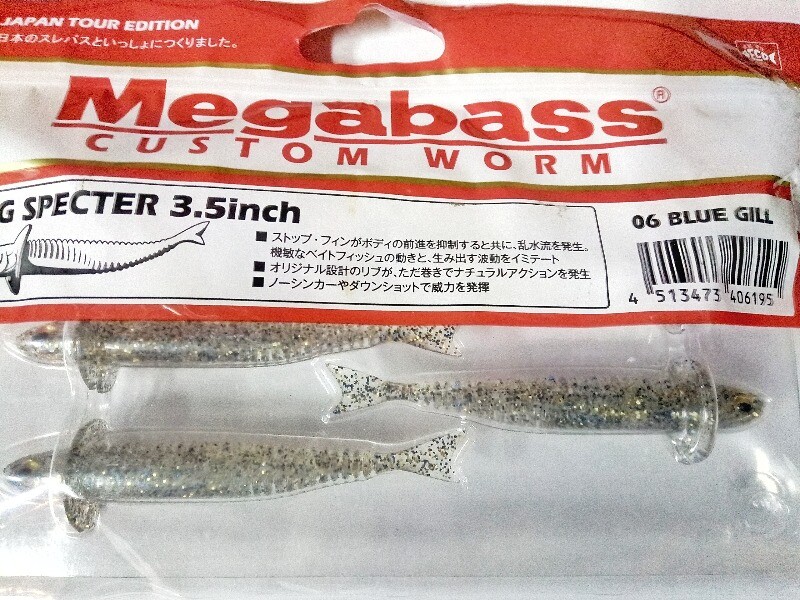 JAPAN TOUR EDITION
日本のスレバスといっしょにつくりました。
FECO
Megabass®
CUSTOM WORM
G SPECTER 3.5inch
06 BLUE GILL
■ ストップ・フィンがボディの前進を抑制すると共に、乱水流を発生。
機敏なベイトフィッシュの動きと、生み出す波動をイミテート
■ オリジナル設計のリブが、ただ巻きでナチュラルアクションを発生
■ ノーシンカーやダウンショットで威力を発揮
4 513473 406195